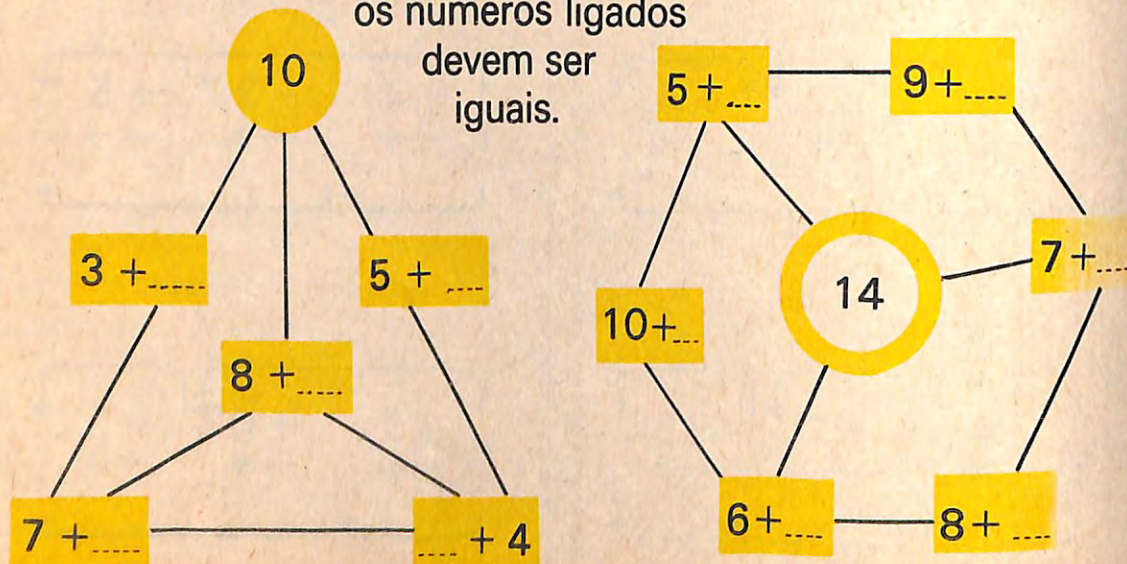 os números ligados
devem ser
iguais.
10
3 +.....
5 + ....
8 +.....
7 +.....
.... + 4
5 +....
9+....
7+....
14
10+...
6+....
8+ ....